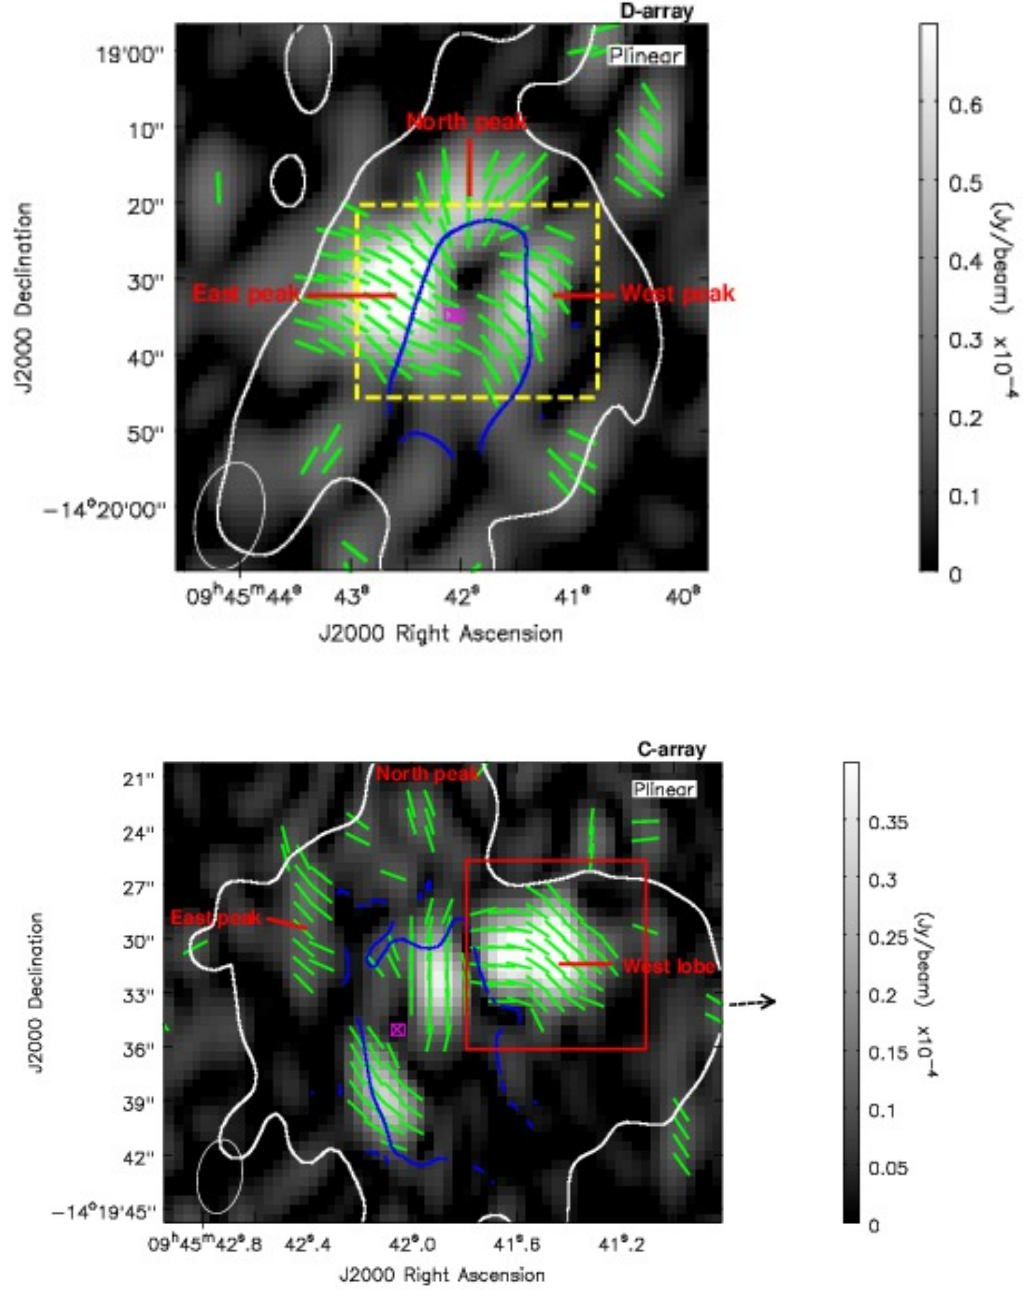 D-array
Plinear
19'00"
10"
20"
30"
40"
50"
−14°20'00"
North peak
East peak
West peak
J2000 Declination
09ʰ45ᵐ44ˢ
43ˢ
42ˢ
41ˢ
40ˢ
J2000 Right Ascension
0.6
0.5
0.4
0.3
0.2
0.1
0
(Jy/beam) x10⁻⁴
C-array
Plinear
21"
24"
27"
30"
33"
36"
39"
42"
−14°19'45"
North peak
East peak
West lobe
J2000 Declination
09ʰ45ᵐ42ˢ.8
42ˢ.4
42ˢ.0
41ˢ.6
41ˢ.2
J2000 Right Ascension
0.35
0.3
0.25
0.2
0.15
0.1
0.05
0
(Jy/beam) x10⁻⁴